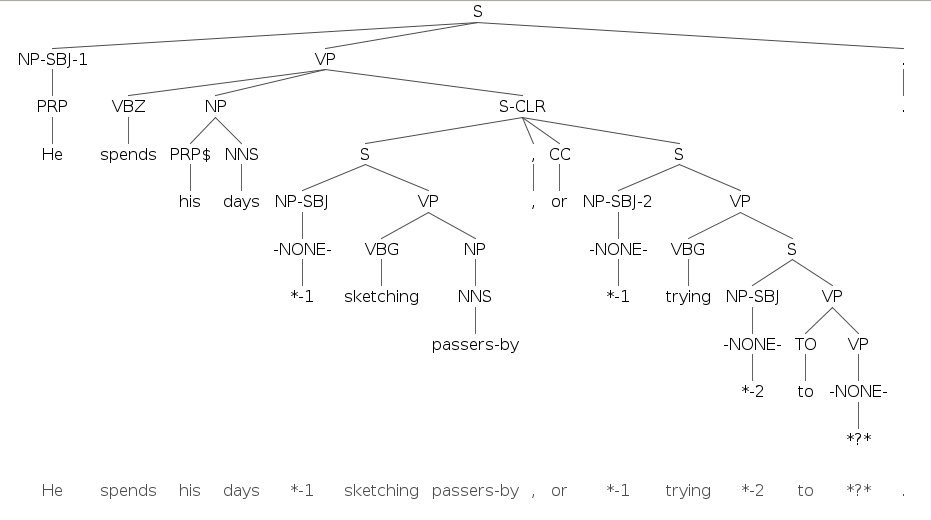 S
NP-SBJ-1 VP .
PRP VBZ NP S-CLR .
He spends PRP$ NNS S , CC S
his days NP-SBJ VP , or NP-SBJ-2 VP
-NONE- VBG NP -NONE- VBG S
*-1 sketching NNS *-1 trying NP-SBJ VP
passers-by -NONE- TO VP
*-2 to -NONE-
*?*
He spends his days *-1 sketching passers-by , or *-1 trying *-2 to *?* .